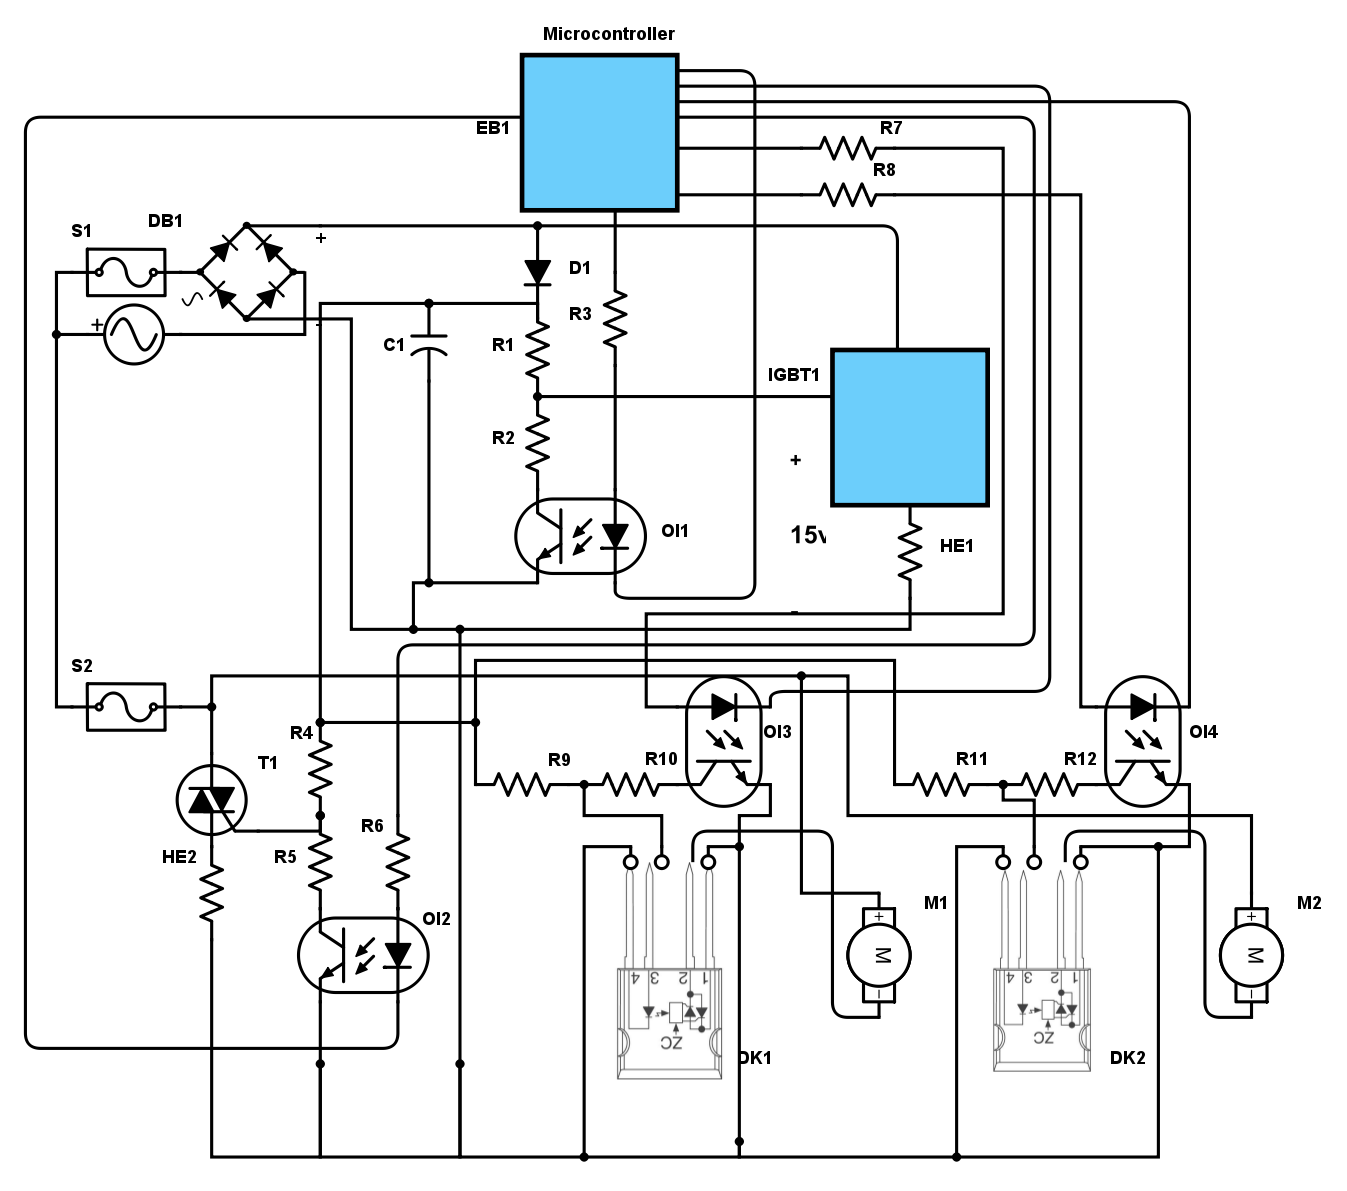 Microcontroller
EB1
R7
R8
S1
DB1
+
D1
R3
+
-
C1
R1
IGBT1
R2
+
OI1
15v
HE1
-
S2
R4
OI3
OI4
T1
R9
R10
R11
R12
R6
HE2
R5
OI2
M1
M2
+
+
M
M
-
-
4 3 2 1
4 3 2 1
ZC
ZC
DK1
DK2